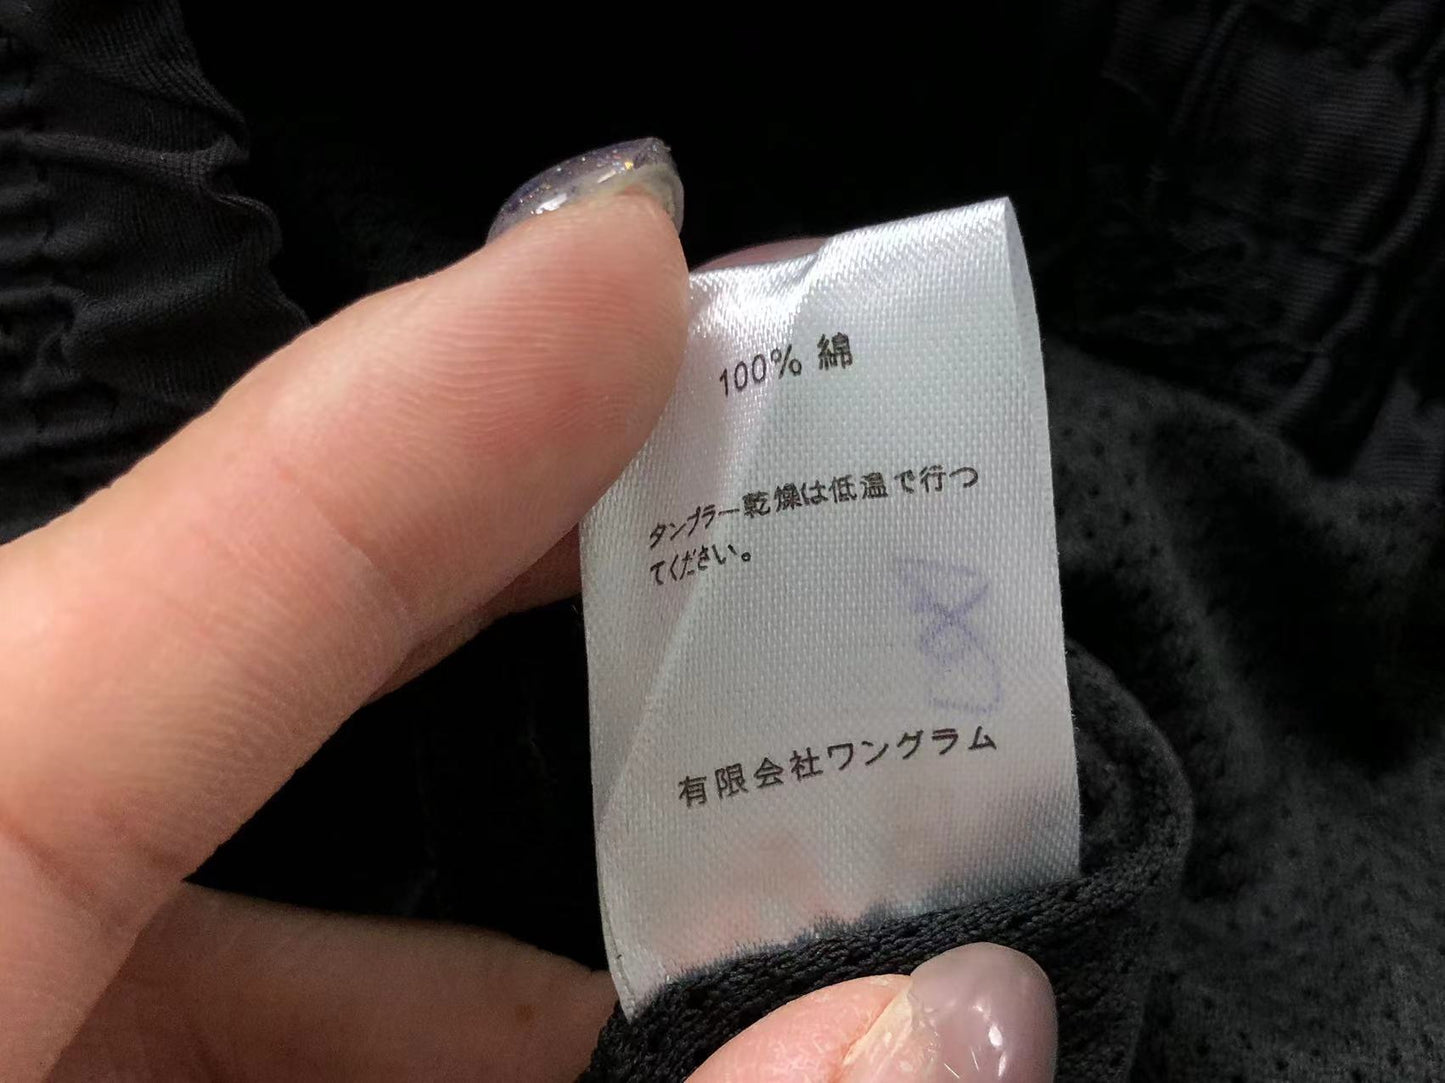 100% 綿
タンブラー乾燥は低温で行つ
てください。
有限会社ワングラム